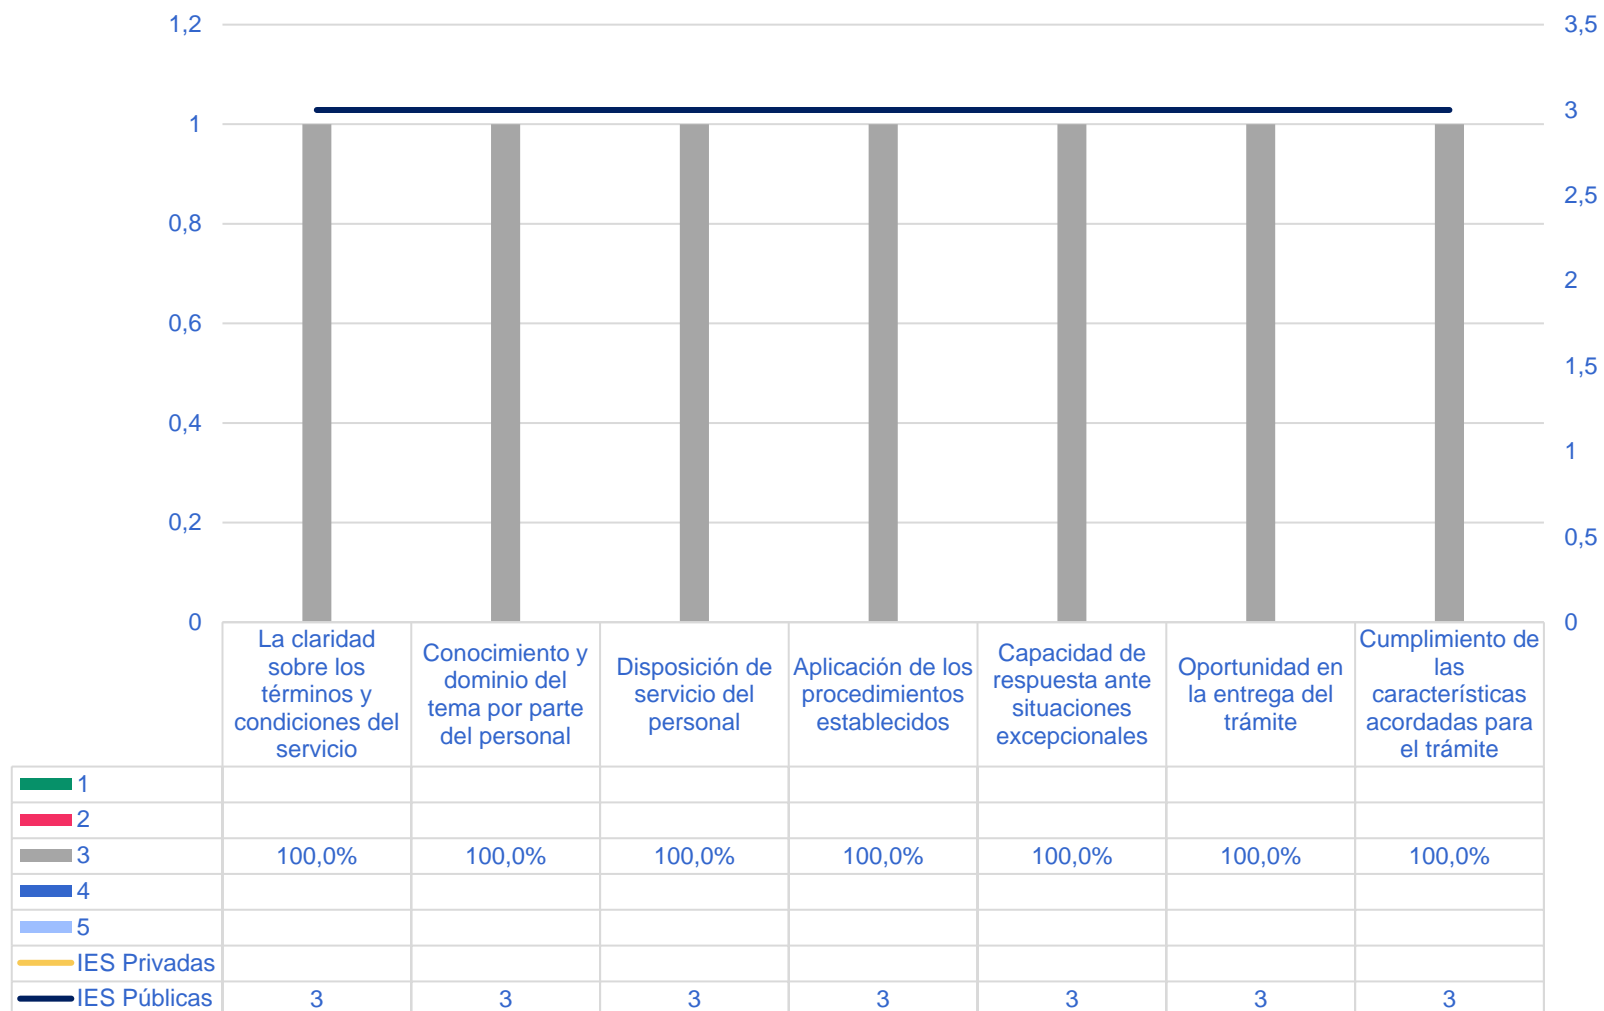 1,2
1
0,8
0,6
0,4
0,2
0
3,5
3
2,5
2
1,5
1
0,5
0
La claridad
sobre los
términos y
condiciones del
servicio
Conocimiento y
dominio del
tema por parte
del personal
Disposición de
servicio del
personal
Aplicación de los
procedimientos
establecidos
Capacidad de
respuesta ante
situaciones
excepcionales
Oportunidad en
la entrega del
trámite
Cumplimiento de
las
características
acordadas para
el trámite
1
2
3 100,0% 100,0% 100,0% 100,0% 100,0% 100,0% 100,0%
4
5
IES Privadas
IES Públicas 3 3 3 3 3 3 3